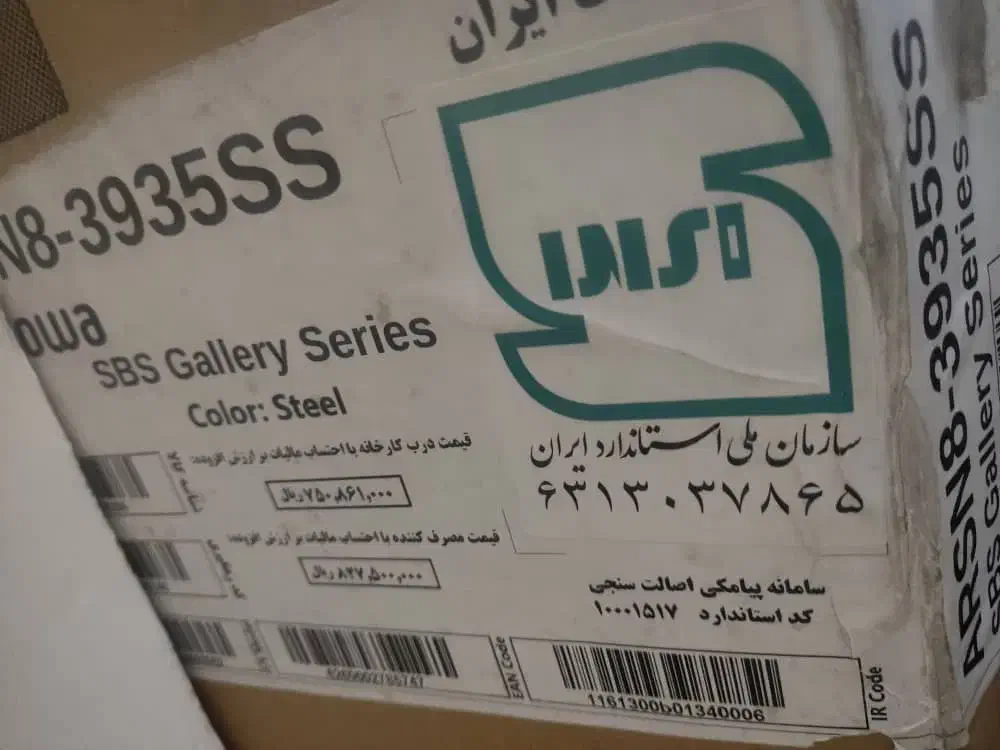 ایران
N8-3935SS
owa
SBS Gallery Series
Color: Steel
سازمان ملی استاندارد ایران
۶۳۱۳۰۳۷۸۶۵
قیمت درب کارخانه با احتساب مالیات بر ارزش افزوده:
۷۵۰,۸۶۱,۰۰۰ ریال
قیمت مصرف کننده با احتساب مالیات بر ارزش افزوده:
۸۲۷,۵۰۰,۰۰۰ ریال
سامانه پیامکی اصالت سنجی
کد استاندارد ۱۰۰۰۱۵۱۷
EAN Code
1161300b01340006
IR Code
ARSN8-3935SS
SBS Gallery Series